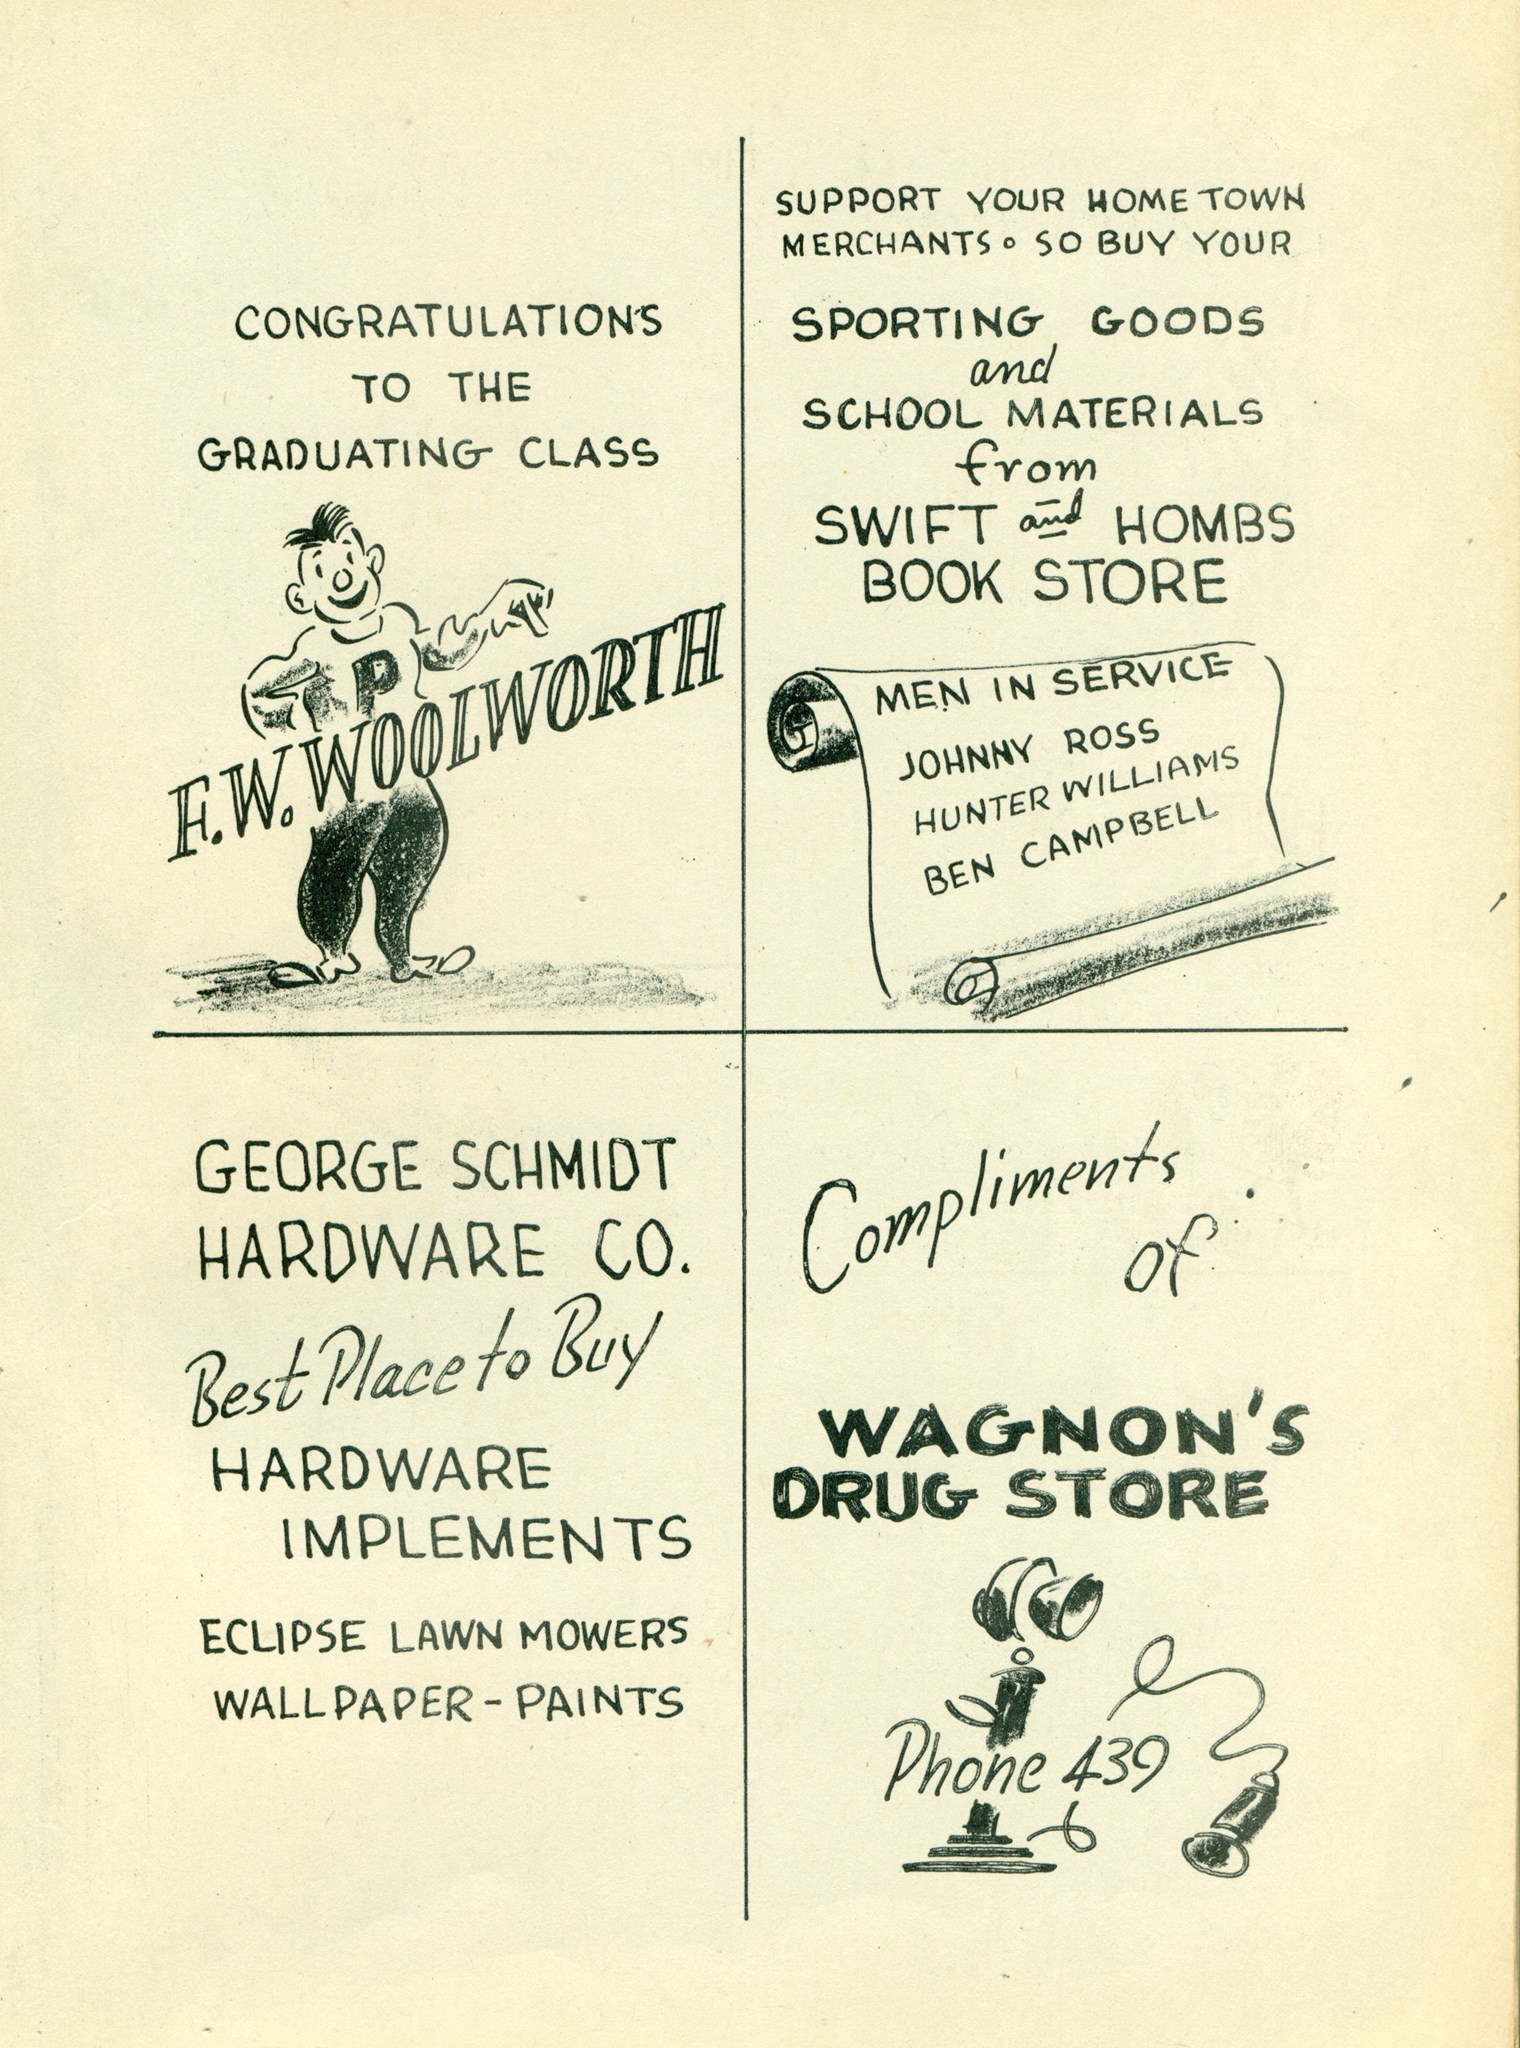 CONGRATULATIONS
TO THE
GRADUATING CLASS
P
F.W. WOOLWORTH
SUPPORT YOUR HOME TOWN
MERCHANTS. SO BUY YOUR
SPORTING GOODS
and
SCHOOL MATERIALS
from
SWIFT and HOMBS
BOOK STORE
MEN IN SERVICE
JOHNNY ROSS
HUNTER WILLIAMS
BEN CAMPBELL
GEORGE SCHMIDT
HARDWARE CO.
Best Place to Buy
HARDWARE
IMPLEMENTS
ECLIPSE LAWN MOWERS
WALLPAPER - PAINTS
Compliments
of
WAGNON'S
DRUG STORE
Phone 439